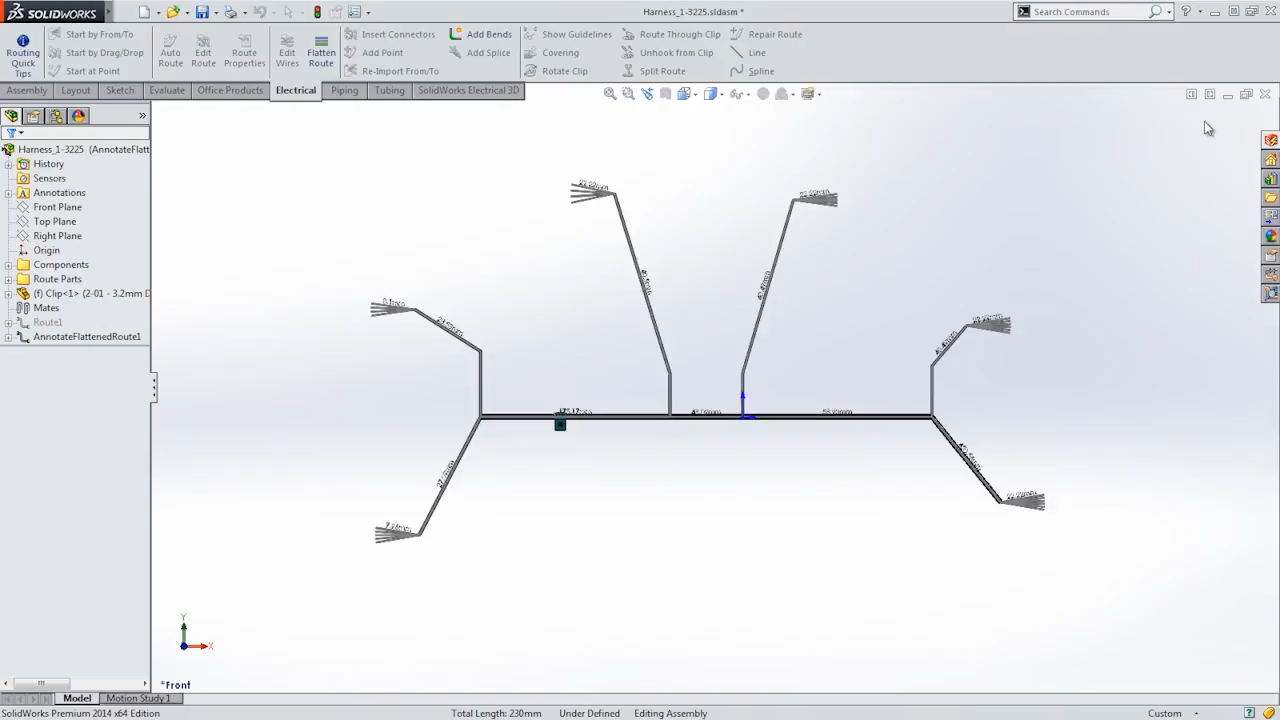 SOLIDWORKS
Harness_1-3225.sldasm *
Search Commands
Routing Quick Tips
Start by From/To
Start by Drag/Drop
Start at Point
Auto Route
Edit Route
Route Properties
Edit Wires
Flatten Route
Insert Connectors
Add Point
Re-Import From/To
Add Bends
Add Splice
Show Guidelines
Covering
Rotate Clip
Route Through Clip
Unhook from Clip
Split Route
Repair Route
Line
Spline
Assembly
Layout
Sketch
Evaluate
Office Products
Electrical
Piping
Tubing
SolidWorks Electrical 3D
Harness_1-3225 (AnnotateFlatt
History
Sensors
Annotations
Front Plane
Top Plane
Right Plane
Origin
Components
Route Parts
(f) Clip<1> (2-01 - 3.2mm D
Mates
Route1
AnnotateFlattenedRoute1
Y
X
*Front
Model
Motion Study 1
SolidWorks Premium 2014 x64 Edition
Total Length: 230mm
Under Defined
Editing Assembly
Custom